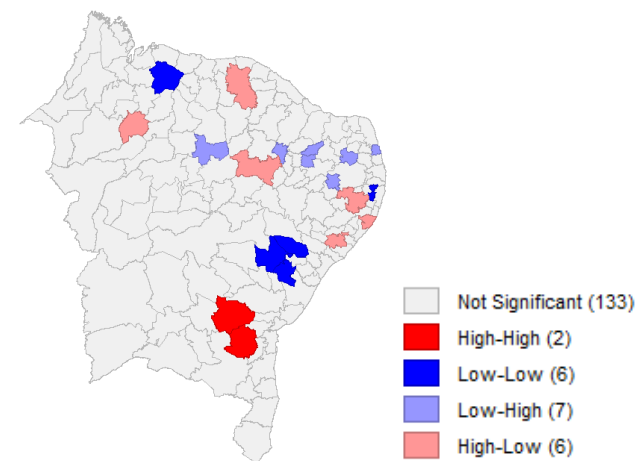 Not Significant (133)
High-High (2)
Low-Low (6)
Low-High (7)
High-Low (6)